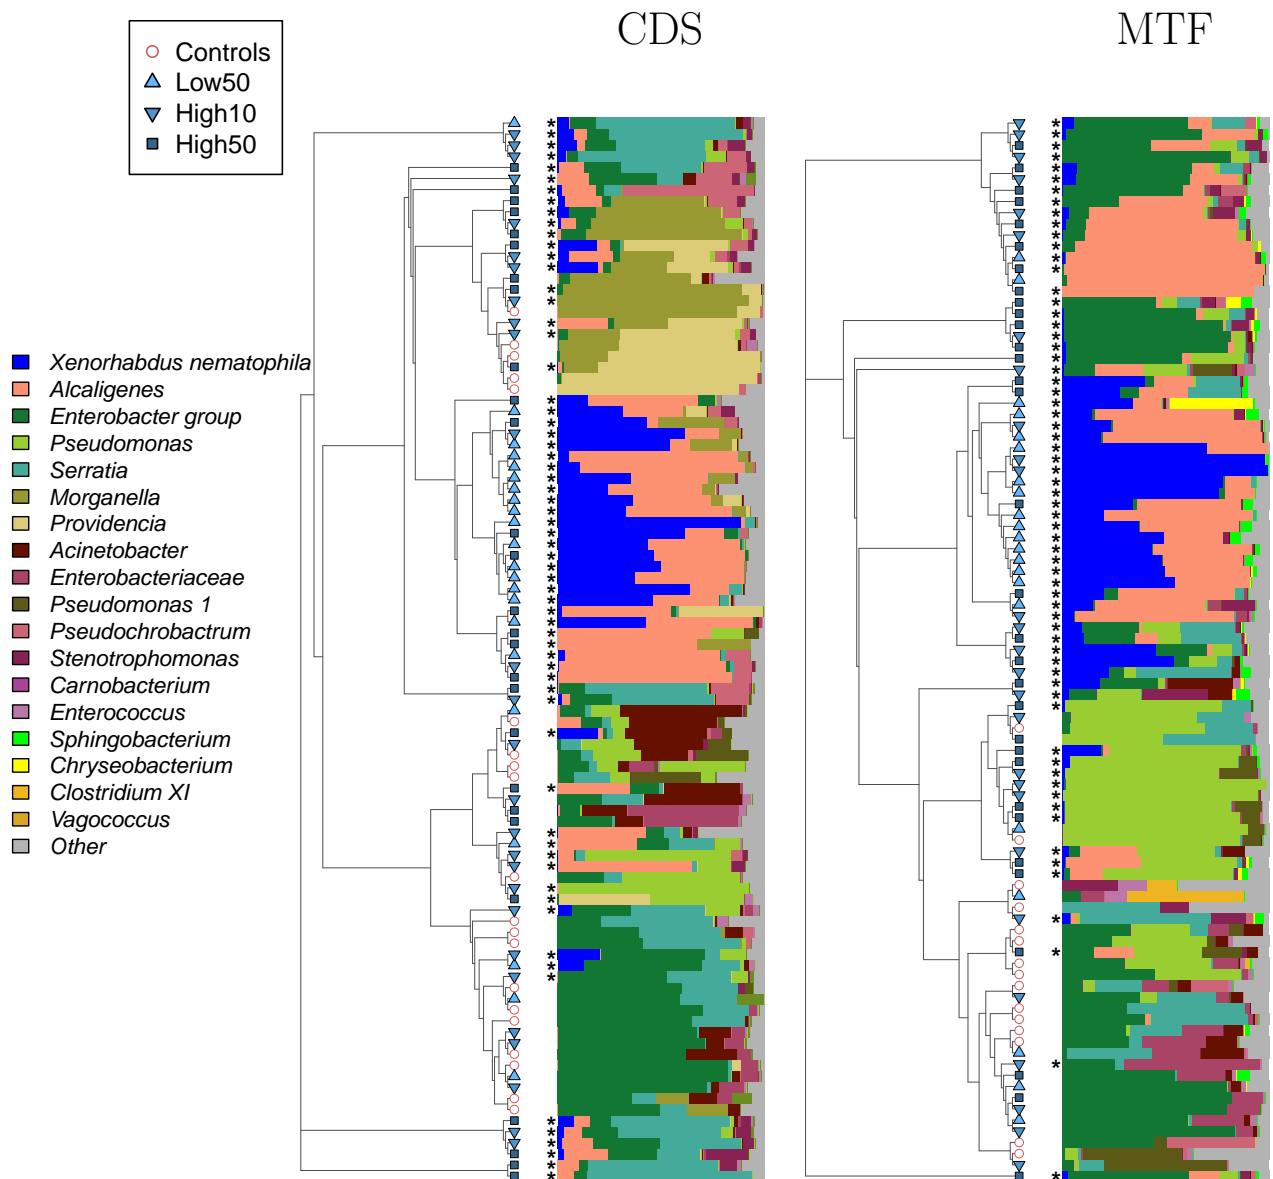 CDS
MTF
Controls
Low50
High10
High50
Xenorhabdus nematophila
Alcaligenes
Enterobacter group
Pseudomonas
Serratia
Morganella
Providencia
Acinetobacter
Enterobacteriaceae
Pseudomonas 1
Pseudochrobactrum
Stenotrophomonas
Carnobacterium
Enterococcus
Sphingobacterium
Chryseobacterium
Clostridium XI
Vagococcus
Other